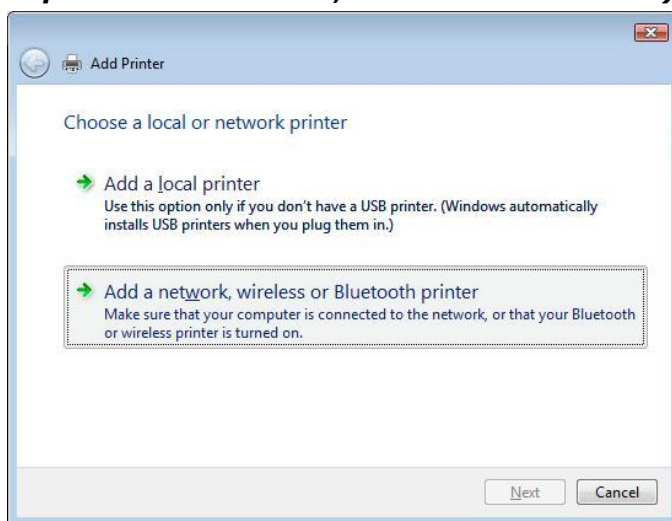 Add Printer
Choose a local or network printer
Add a local printer
Use this option only if you don't have a USB printer. (Windows automatically
installs USB printers when you plug them in.)
Add a network, wireless or Bluetooth printer
Make sure that your computer is connected to the network, or that your Bluetooth
or wireless printer is turned on.
Next
Cancel